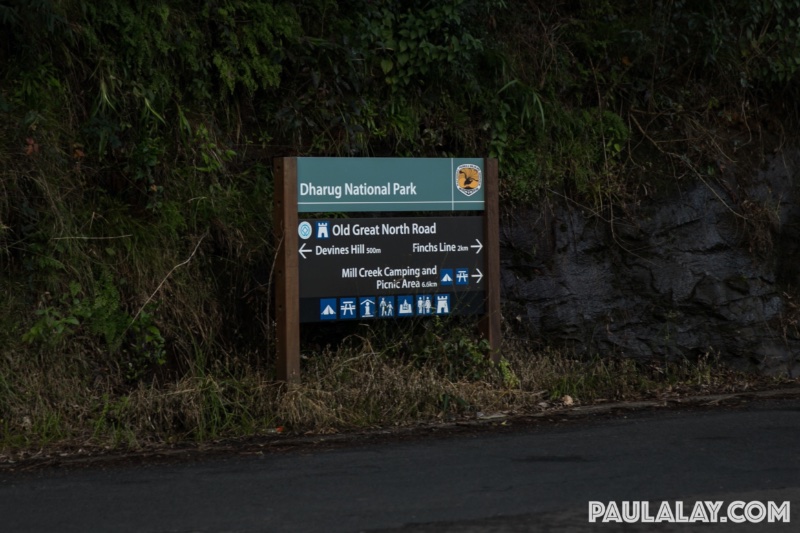 Dharug National Park
Old Great North Road
Devines Hill 500m
Finchs Line 2km
Mill Creek Camping and
Picnic Area 6.6km
PAULALAY.COM